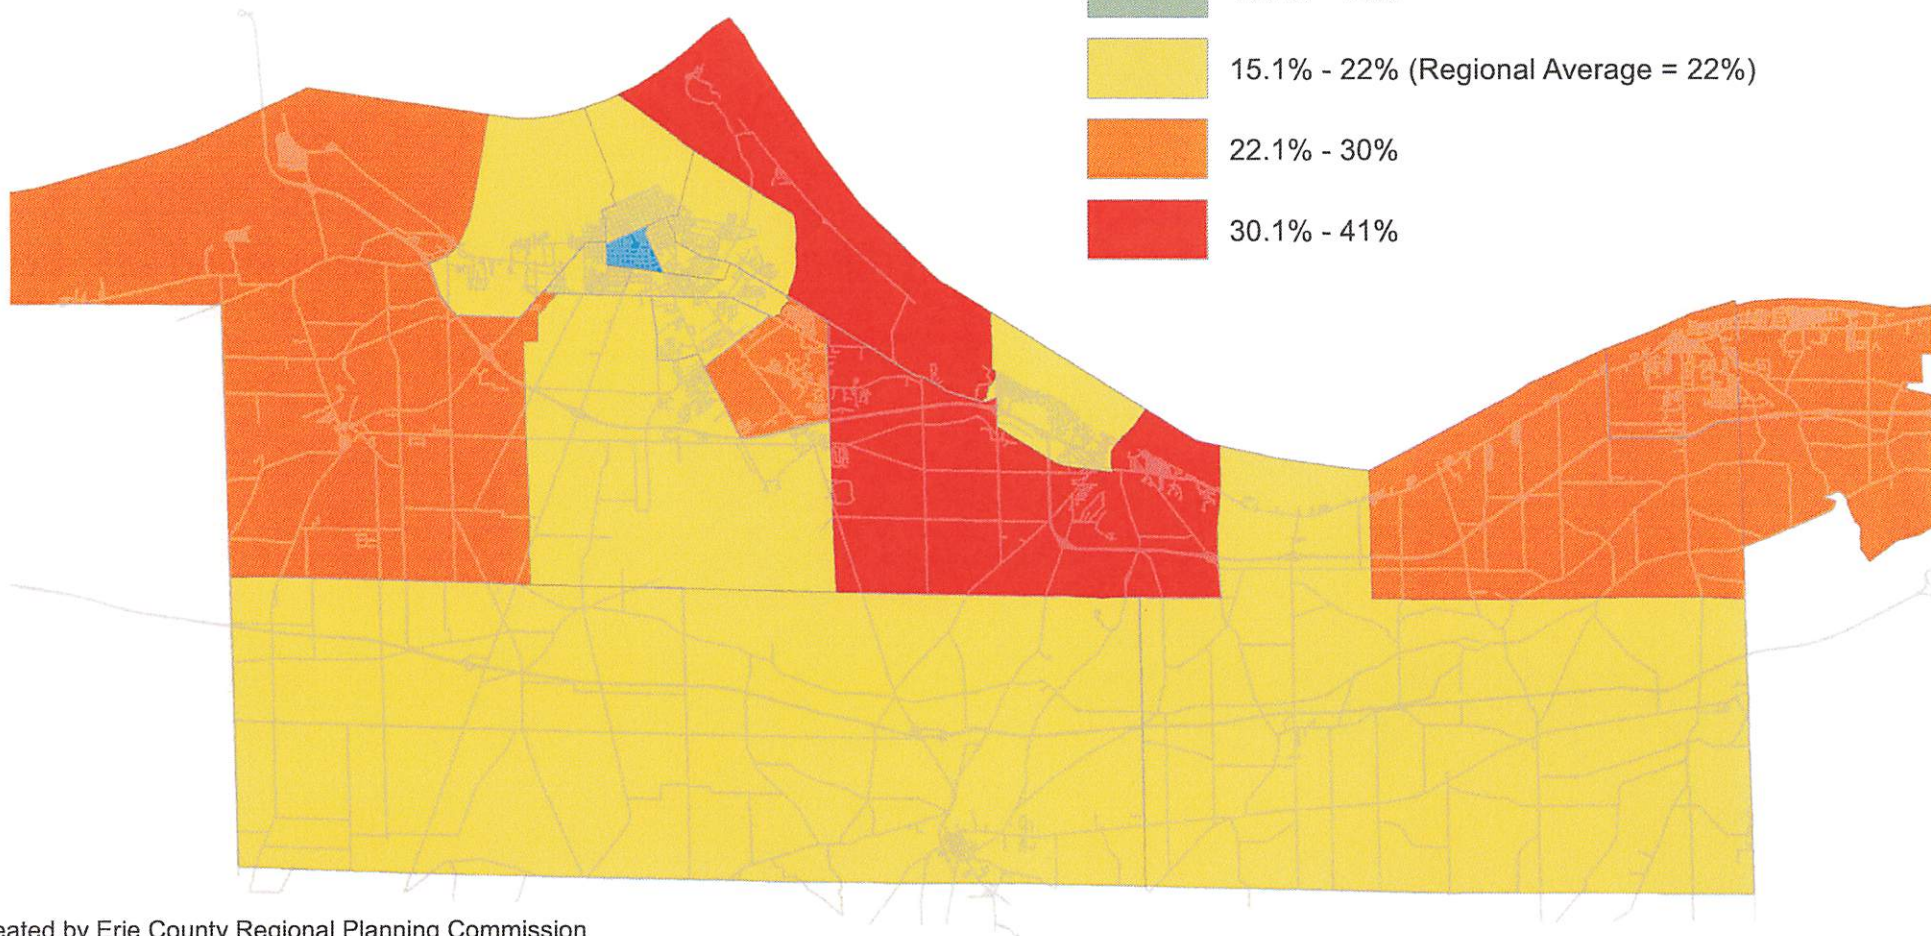 15.1% - 22% (Regional Average = 22%)
22.1% - 30%
30.1% - 41%
eated by Erie County Regional Planning Commission